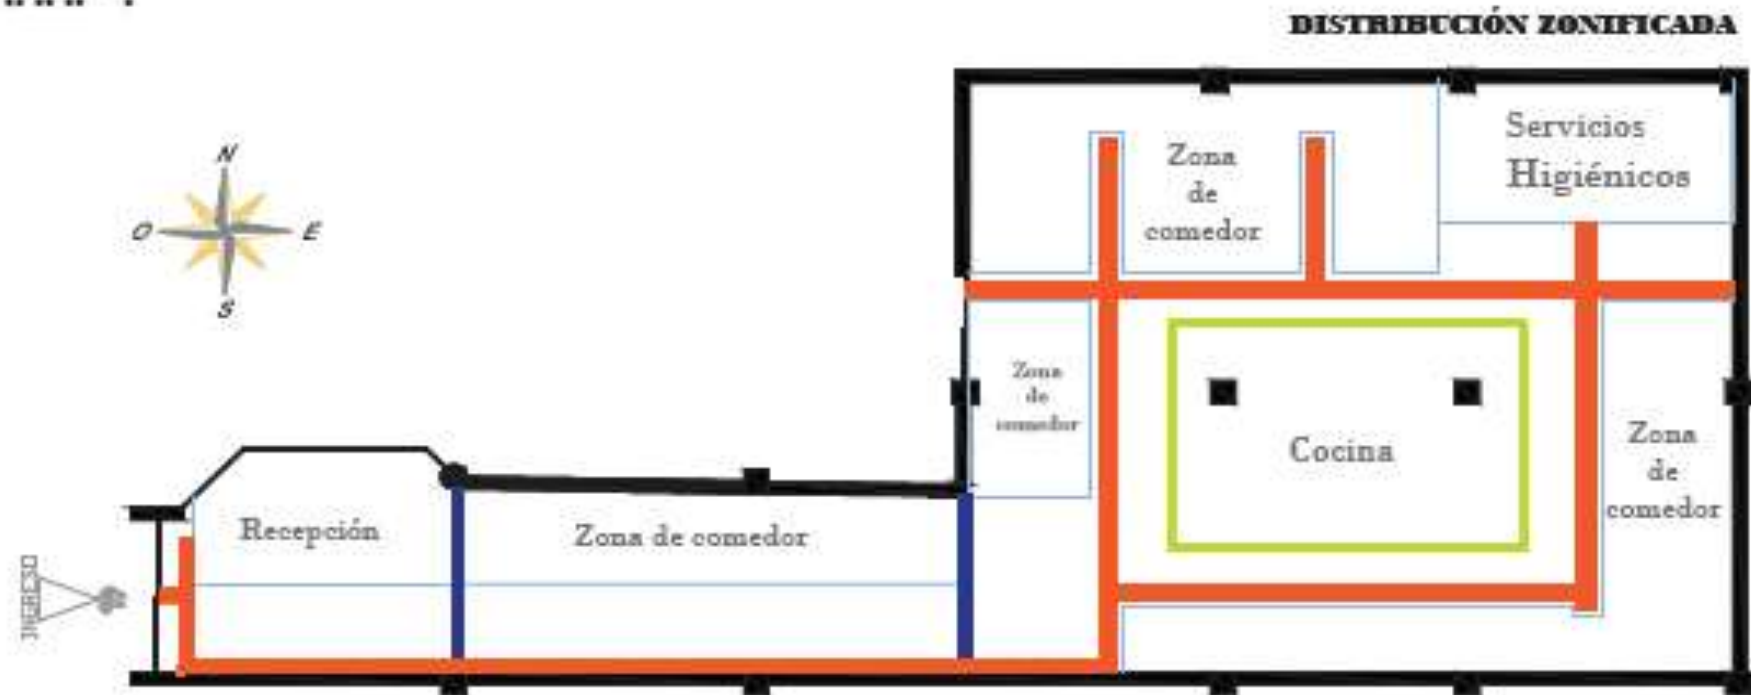 DISTRIBUCIÓN ZONIFICADA
N
O
E
S
Servicios
Higiénicos
Zona
de
comedor
Zona
de
comedor
Cocina
Zona
de
comedor
Recepción
Zona de comedor
INGRESO